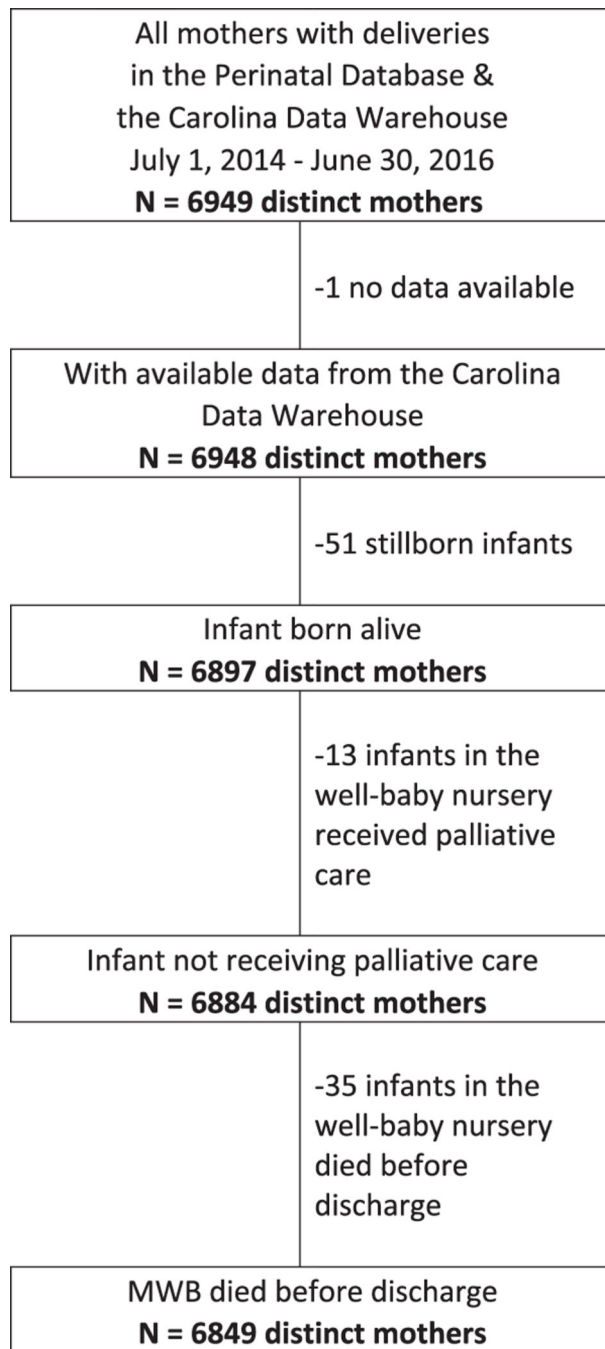 All mothers with deliveries
in the Perinatal Database &
the Carolina Data Warehouse
July 1, 2014 - June 30, 2016
N = 6949 distinct mothers
-1 no data available
With available data from the Carolina
Data Warehouse
N = 6948 distinct mothers
-51 stillborn infants
Infant born alive
N = 6897 distinct mothers
-13 infants in the
well-baby nursery
received palliative
care
Infant not receiving palliative care
N = 6884 distinct mothers
-35 infants in the
well-baby nursery
died before
discharge
MWB died before discharge
N = 6849 distinct mothers